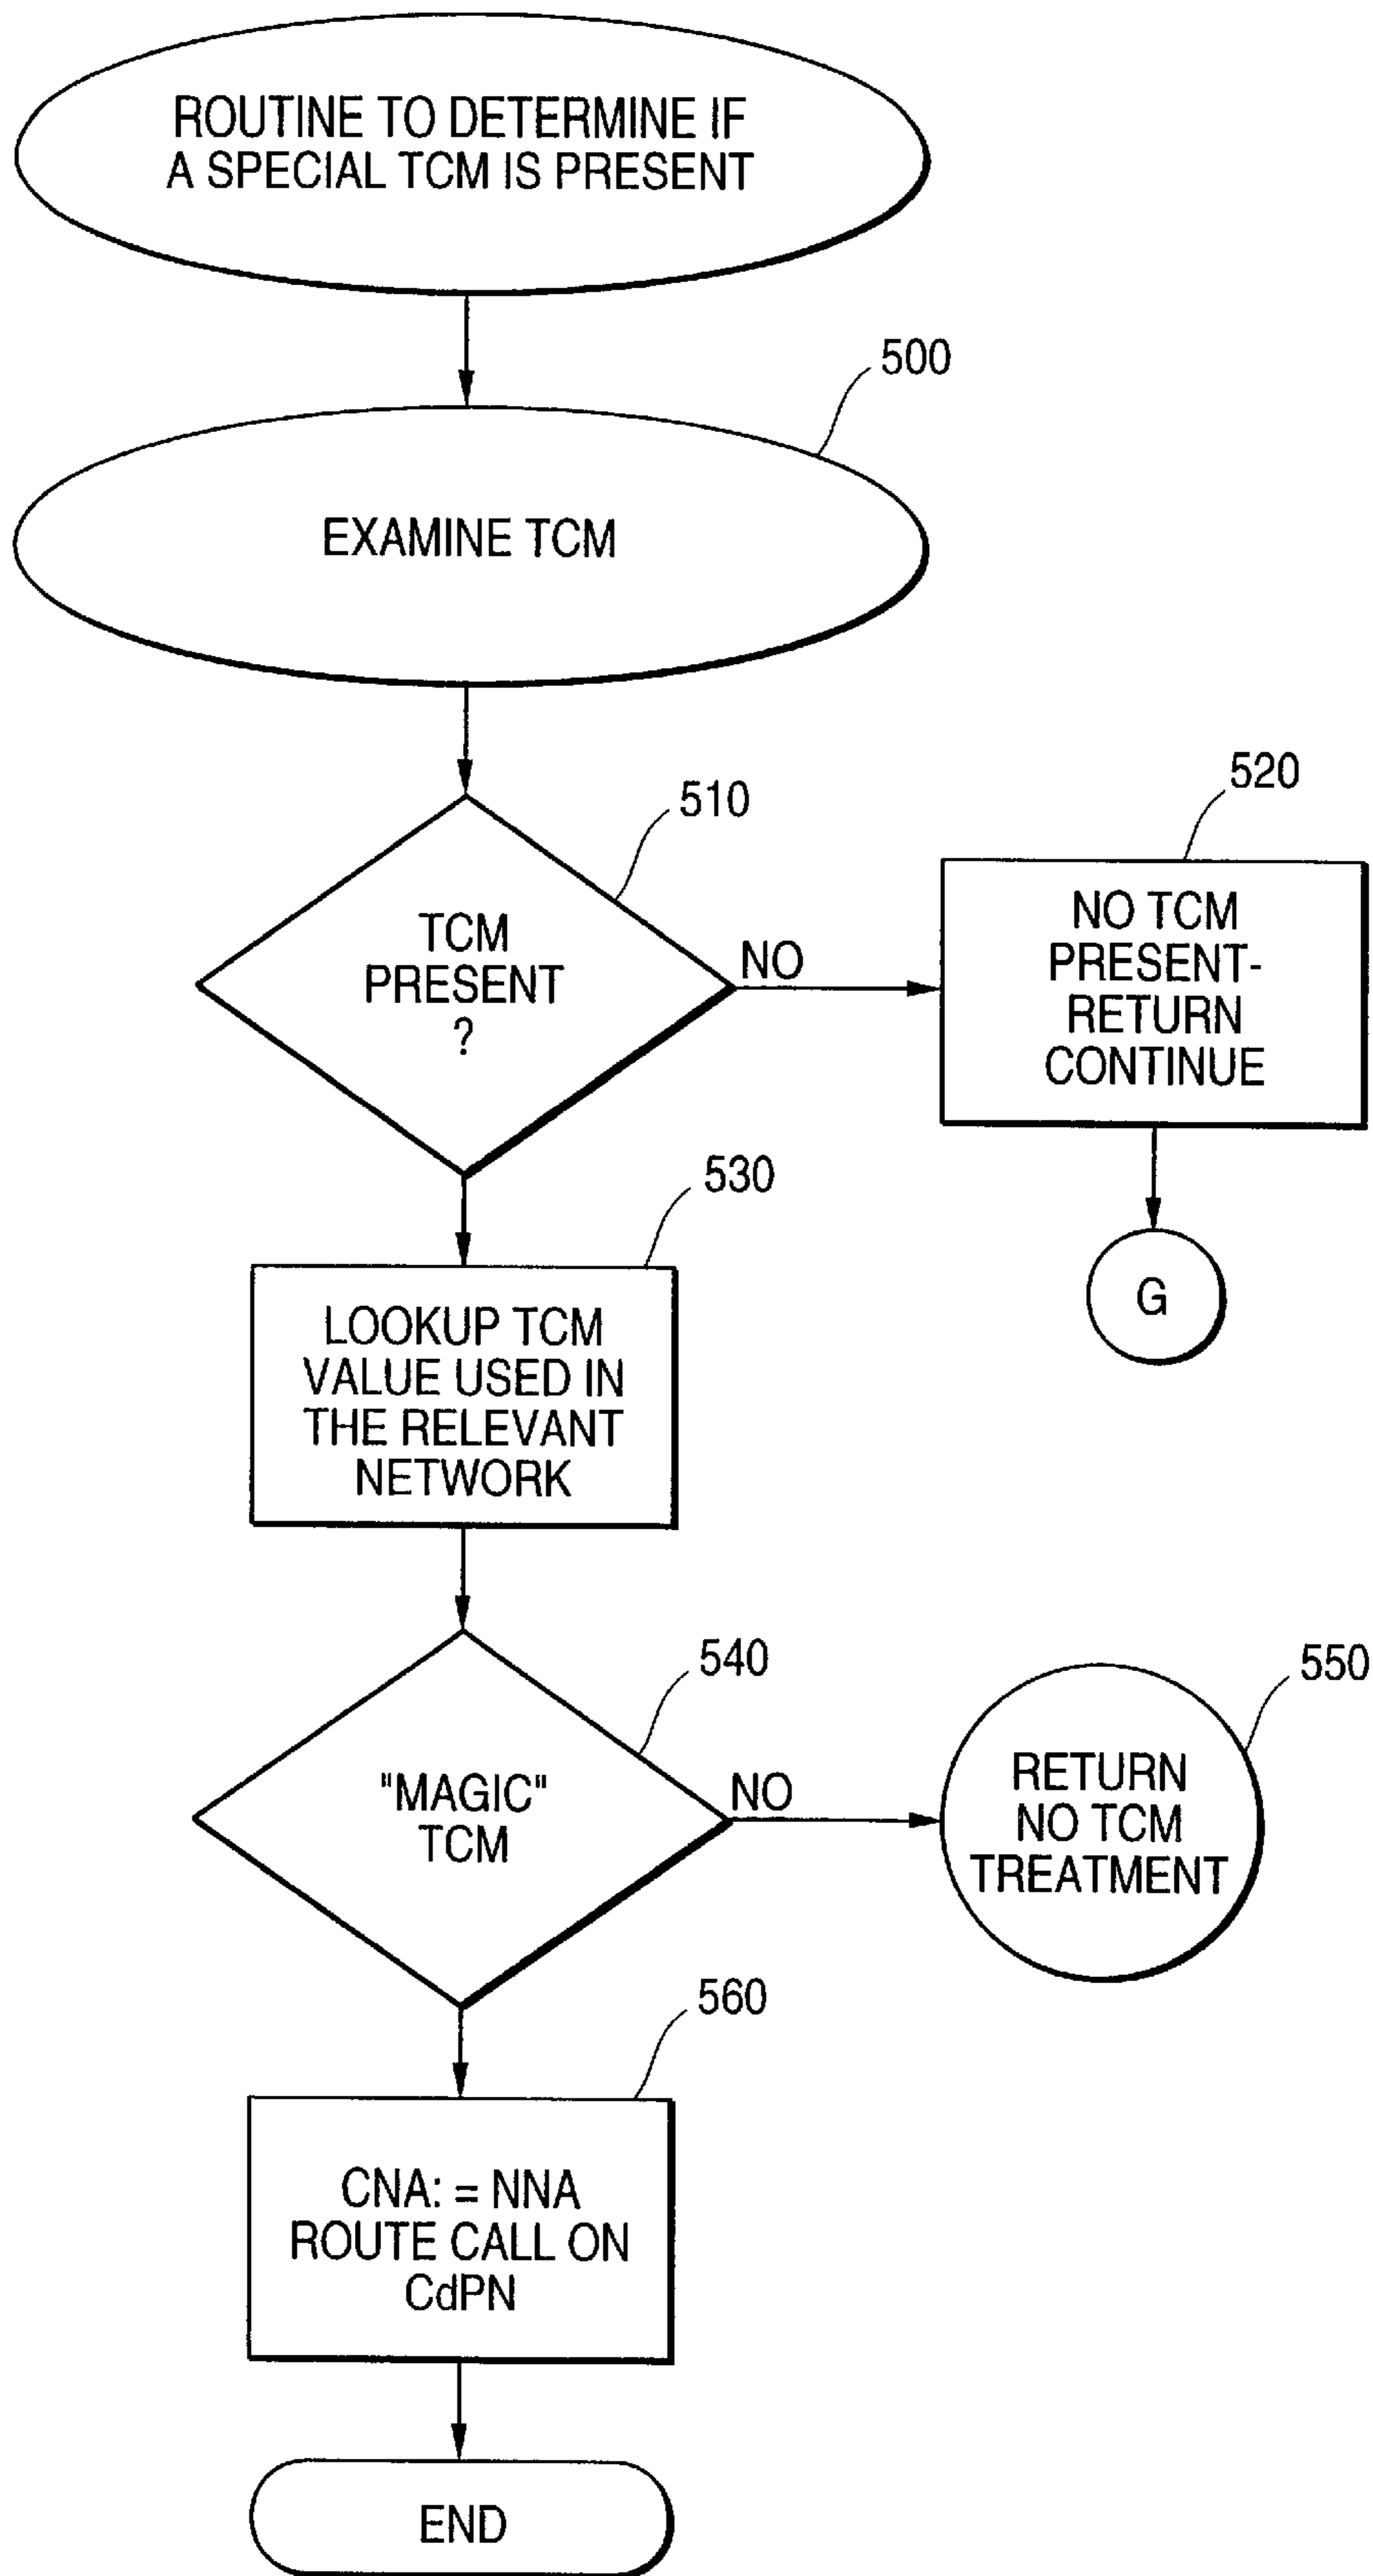 ROUTINE TO DETERMINE IF
A SPECIAL TCM IS PRESENT
500
EXAMINE TCM
510
TCM
PRESENT
?
NO
520
NO TCM
PRESENT-
RETURN
CONTINUE
G
530
LOOKUP TCM
VALUE USED IN
THE RELEVANT
NETWORK
540
"MAGIC"
TCM
NO
550
RETURN
NO TCM
TREATMENT
560
CNA: = NNA
ROUTE CALL ON
CdPN
END